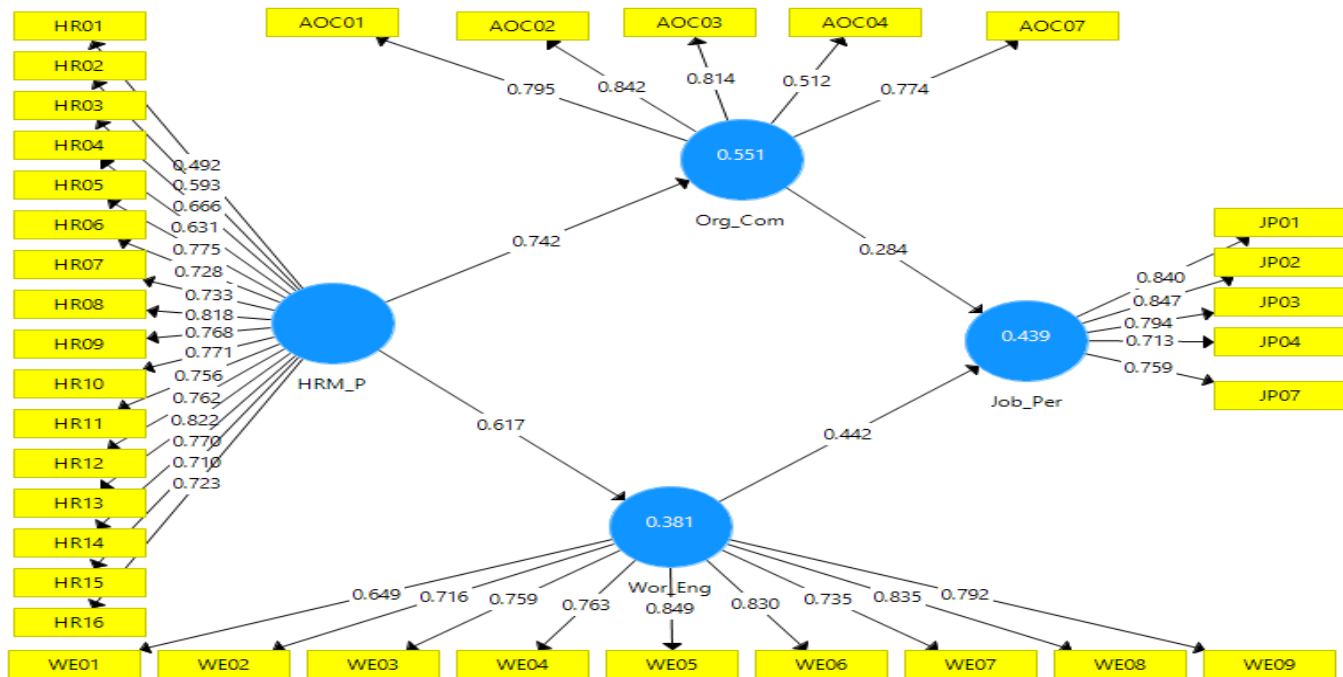 HR01
HR02
HR03
HR04
HR05
HR06
HR07
HR08
HR09
HR10
HR11
HR12
HR13
HR14
HR15
HR16
0.492
0.593
0.666
0.631
0.775
0.728
0.733
0.818
0.768
0.771
0.756
0.762
0.822
0.770
0.710
0.723
HRM_P
0.742
0.617
AOC01
AOC02
AOC03
AOC04
AOC07
0.795
0.842
0.814
0.512
0.774
0.551
Org_Com
0.284
0.442
0.439
Job_Per
0.840
0.847
0.794
0.713
0.759
JP01
JP02
JP03
JP04
JP07
0.381
Wor_Eng
0.649
0.716
0.759
0.763
0.849
0.830
0.735
0.835
0.792
WE01
WE02
WE03
WE04
WE05
WE06
WE07
WE08
WE09